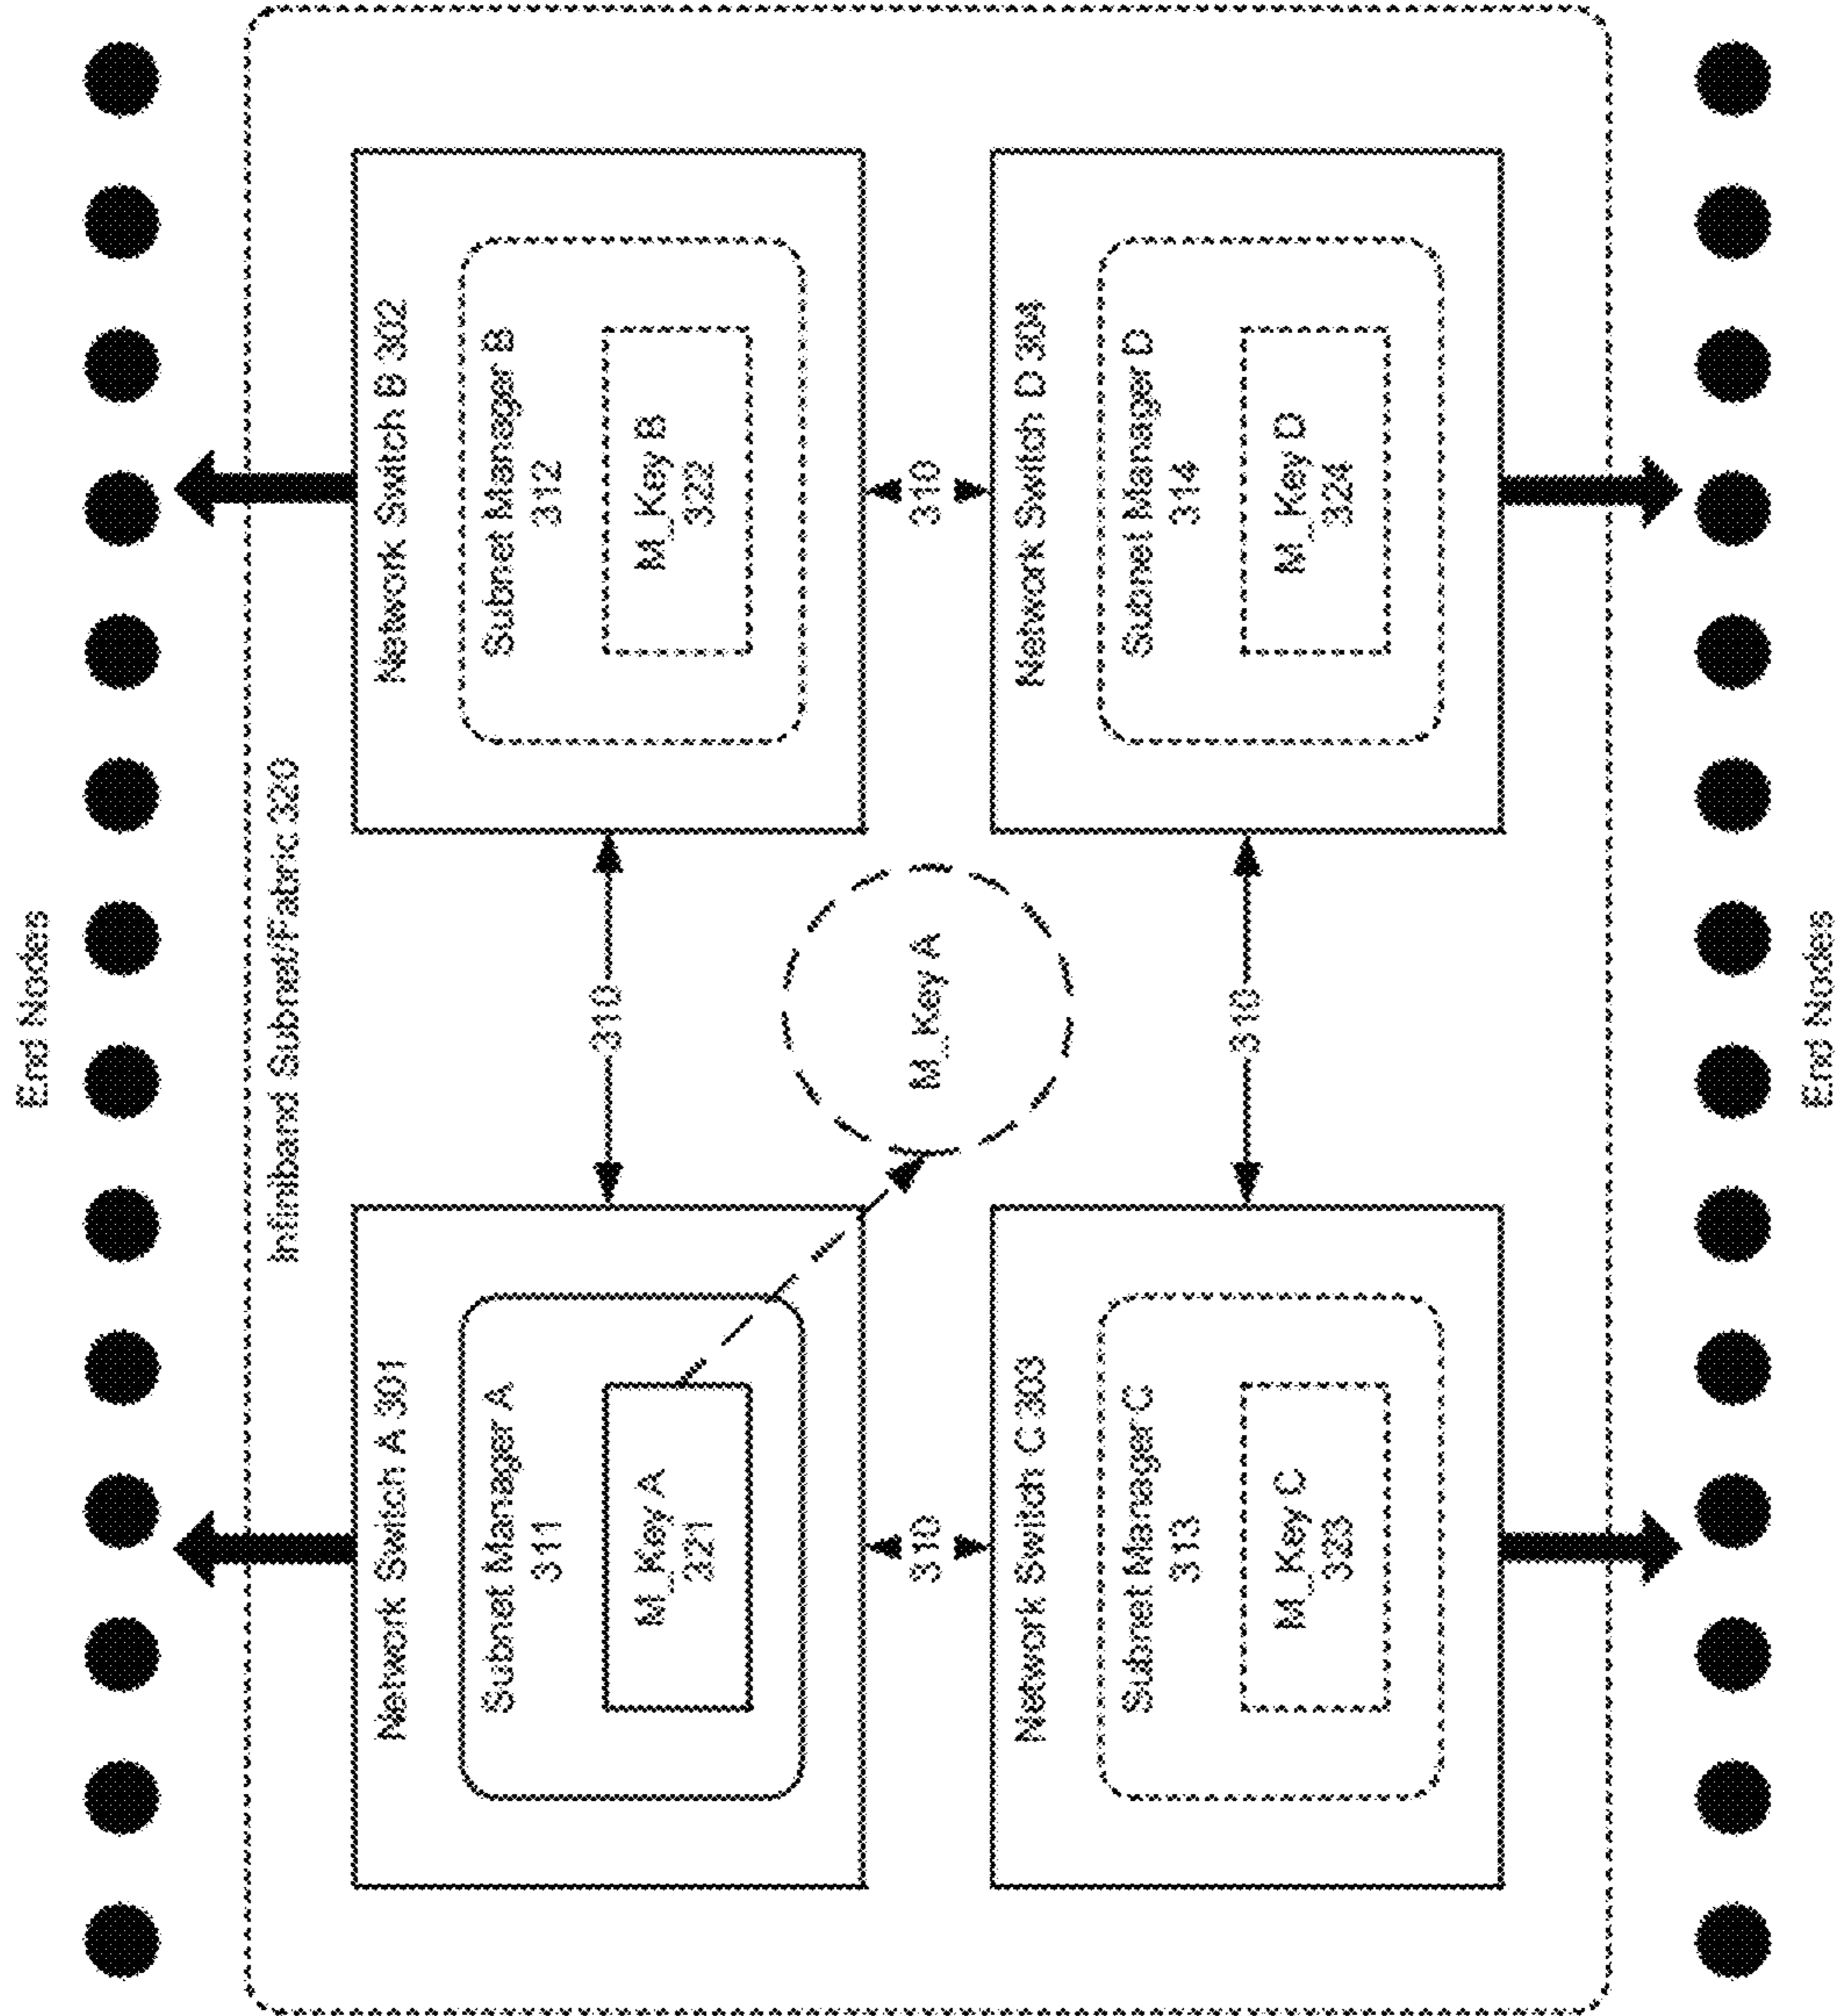 End Nodes
Infiniband Subnet/Fabric 320
Network Switch A 301
Subnet Manager A
311
M_Key A
321
310
Network Switch B 302
Subnet Manager B
312
M_Key B
322
310
M_Key A
310
Network Switch C 303
Subnet Manager C
313
M_Key C
323
310
Network Switch D 304
Subnet Manager D
314
M_Key D
324
End Nodes